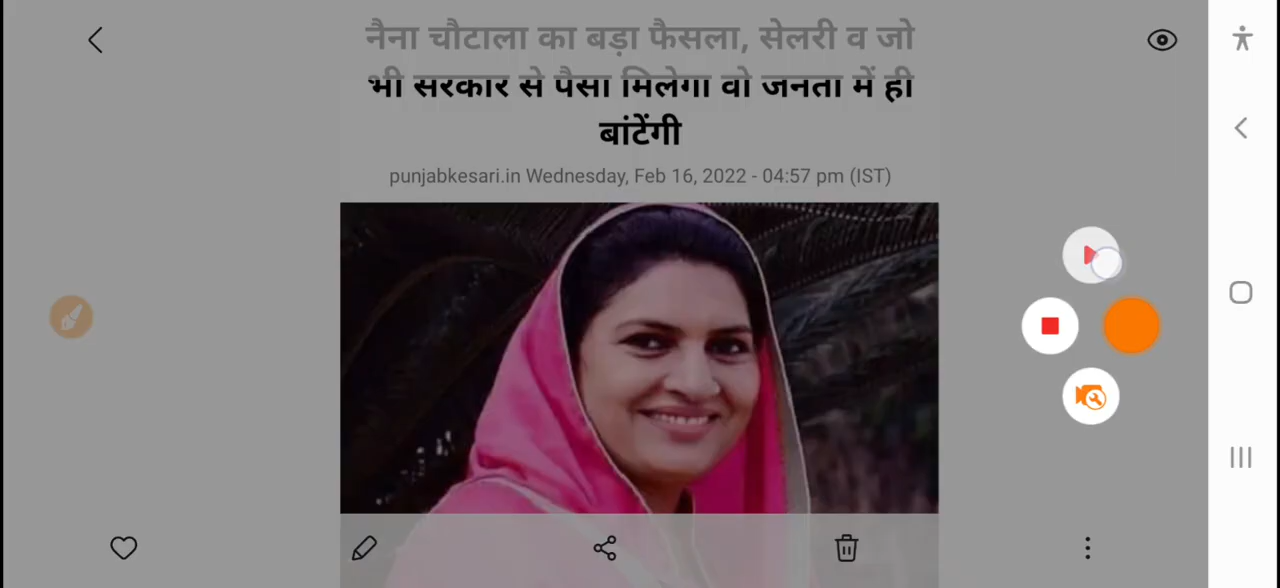 नैना चौटाला का बड़ा फैसला, सेलरी व जो
भी सरकार से पैसा मिलेगा वो जनता में ही
बांटेंगी
punjabkesari.in Wednesday, Feb 16, 2022 - 04:57 pm (IST)